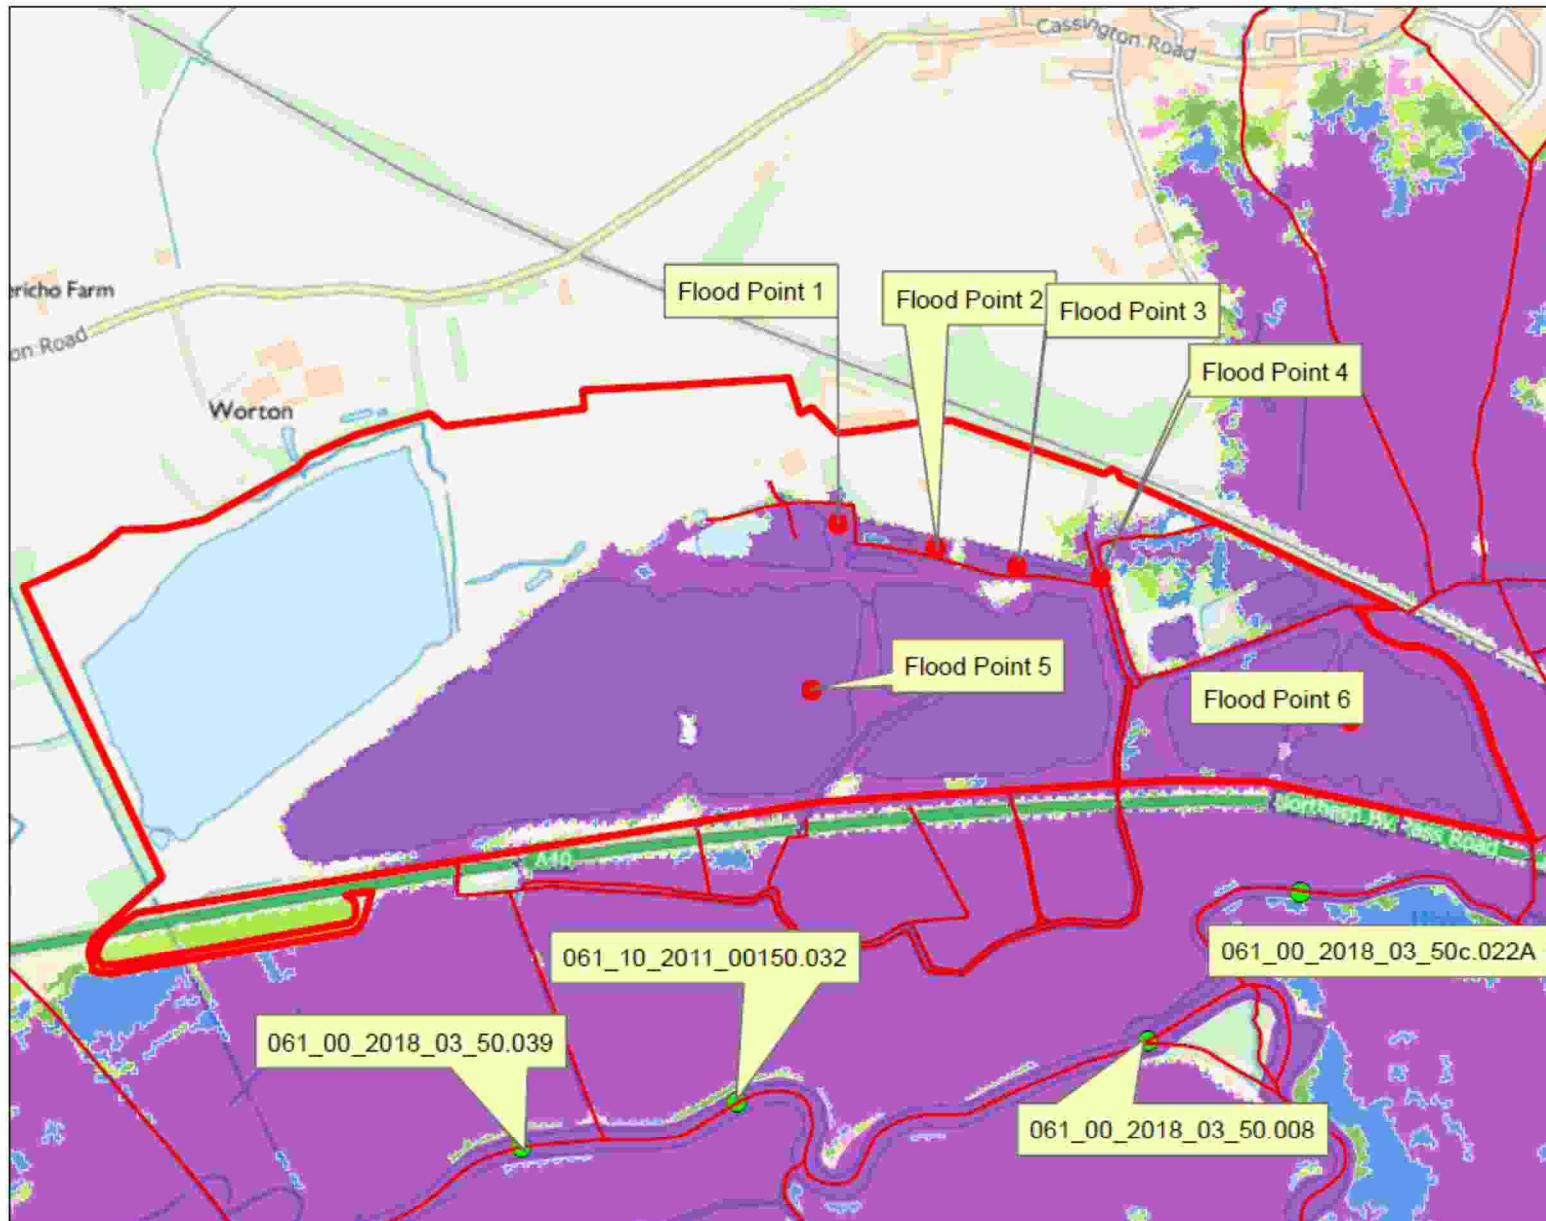 Cassington Road
ericho Farm
on Road
Worton
Flood Point 1
Flood Point 2
Flood Point 3
Flood Point 4
Flood Point 5
Flood Point 6
A40
Northern By-Pass Road
061_10_2011_00150.032
061_00_2018_03_50c.022A
061_00_2018_03_50.039
061_00_2018_03_50.008